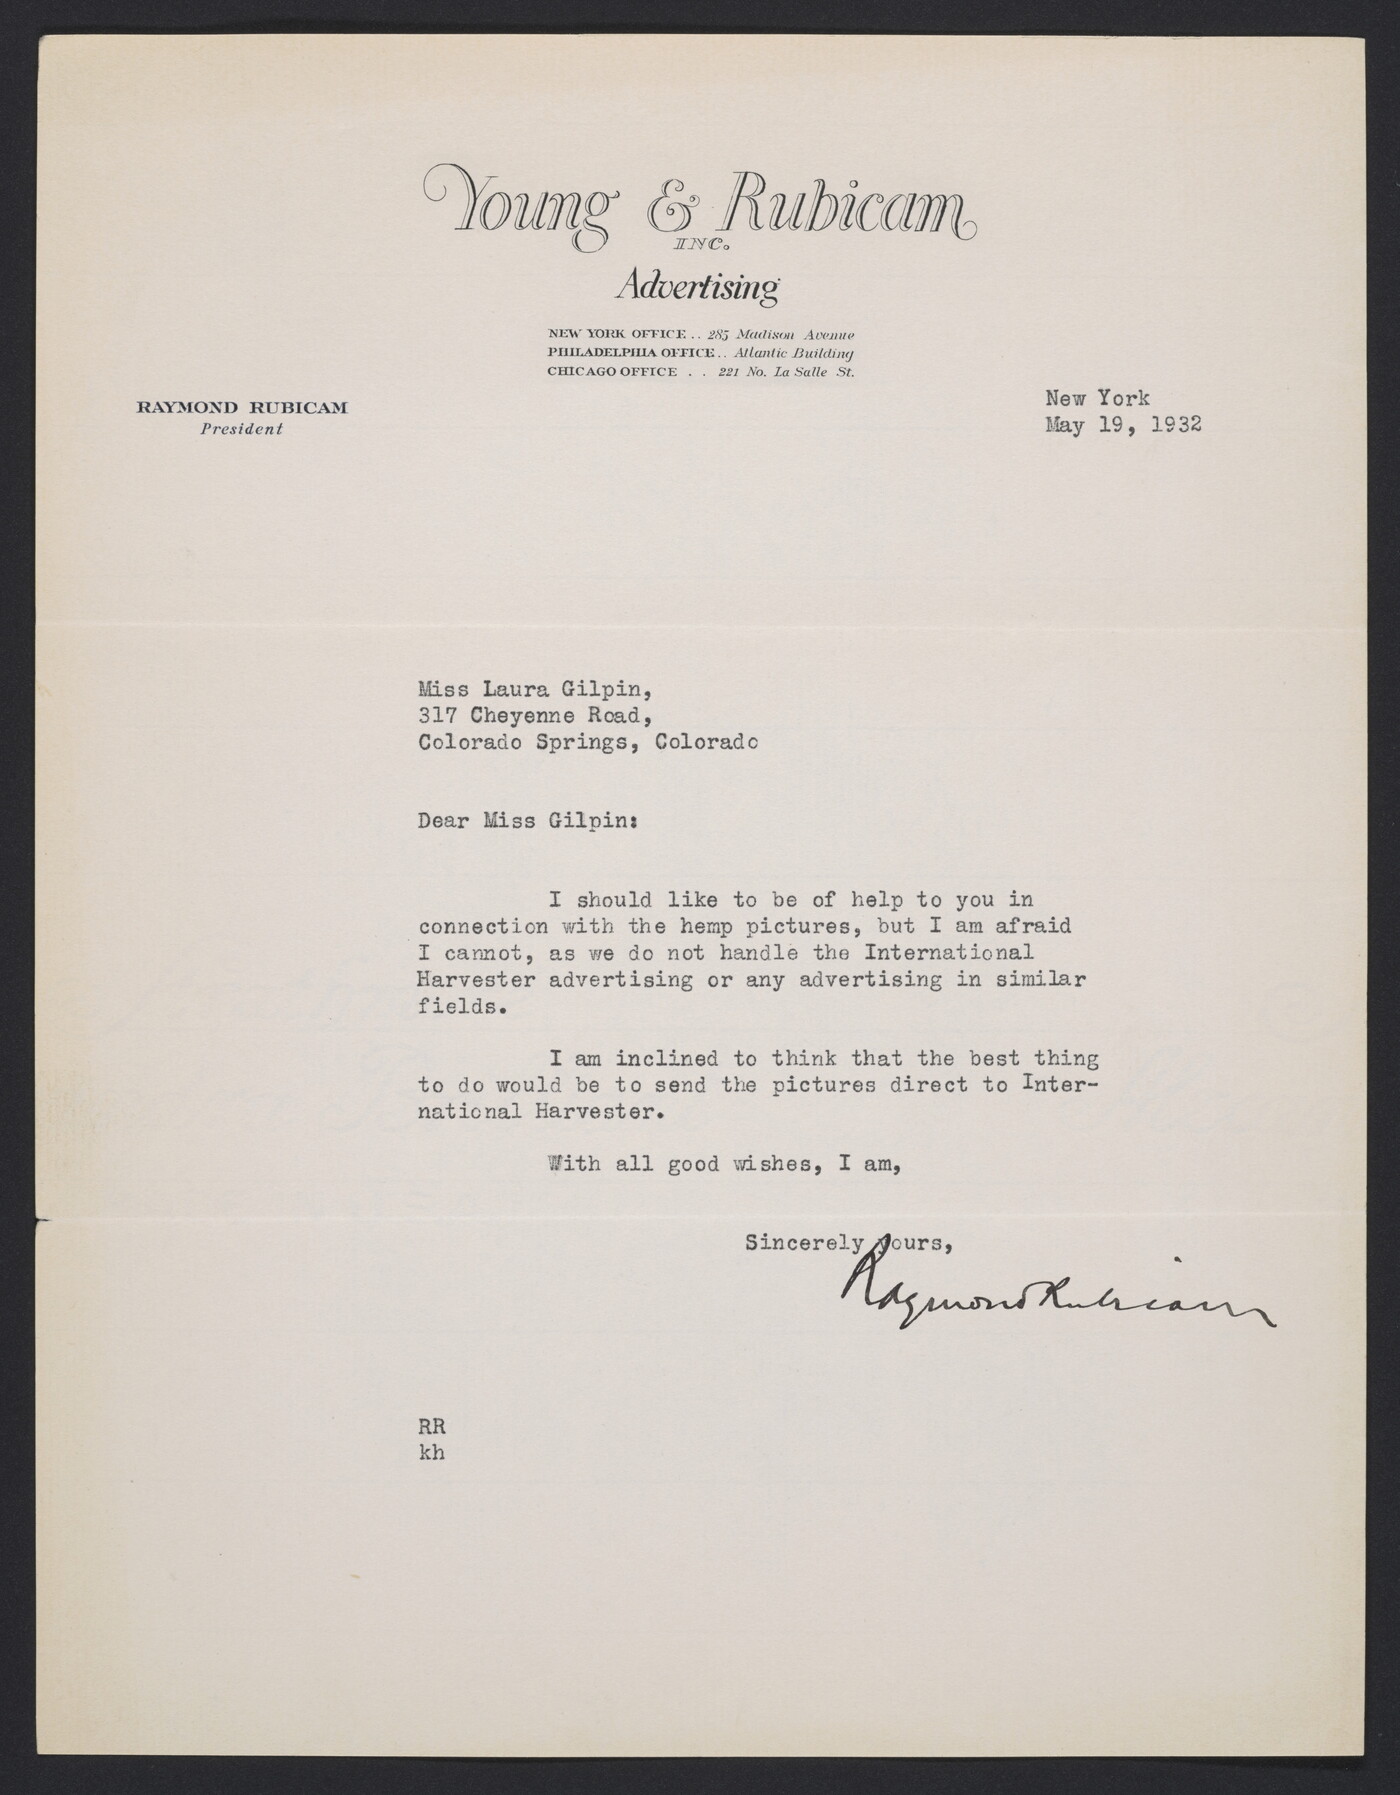 Young & Rubicam
INC.
Advertising
NEW YORK OFFICE .. 285 Madison Avenue
PHILADELPHIA OFFICE .. Atlantic Building
CHICAGO OFFICE . . 221 No. La Salle St.
RAYMOND RUBICAM
President
New York
May 19, 1932
Miss Laura Gilpin,
317 Cheyenne Road,
Colorado Springs, Colorado
Dear Miss Gilpin:
I should like to be of help to you in
connection with the hemp pictures, but I am afraid
I cannot, as we do not handle the International
Harvester advertising or any advertising in similar
fields.
I am inclined to think that the best thing
to do would be to send the pictures direct to Inter-
national Harvester.
With all good wishes, I am,
Sincerely yours,
Raymond Rubicam
RR
kh